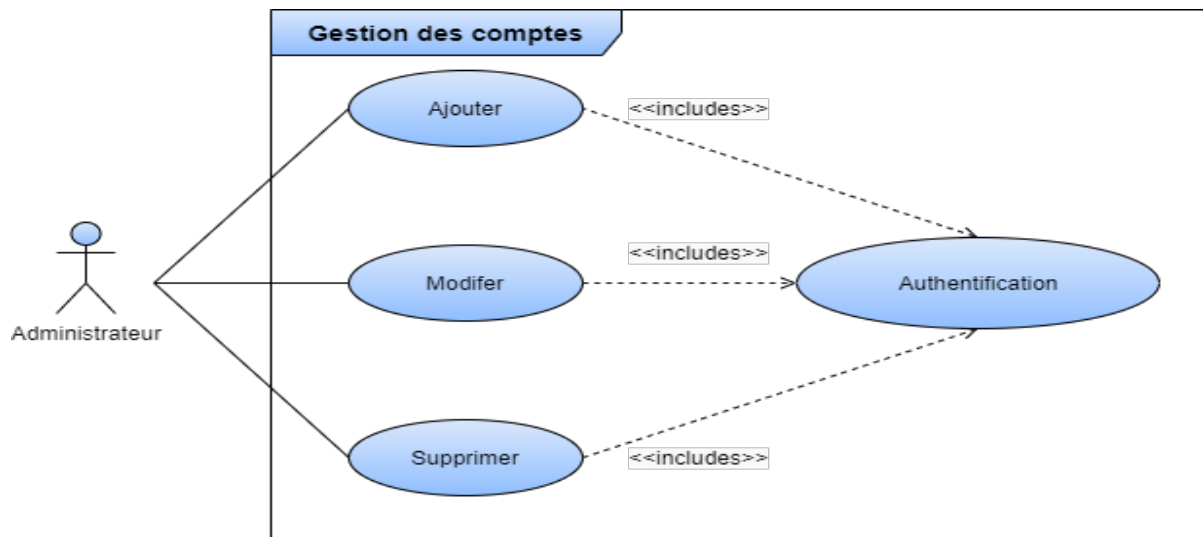 Gestion des comptes
Ajouter
<<includes>>
Administrateur
Modifer
<<includes>>
Authentification
Supprimer
<<includes>>